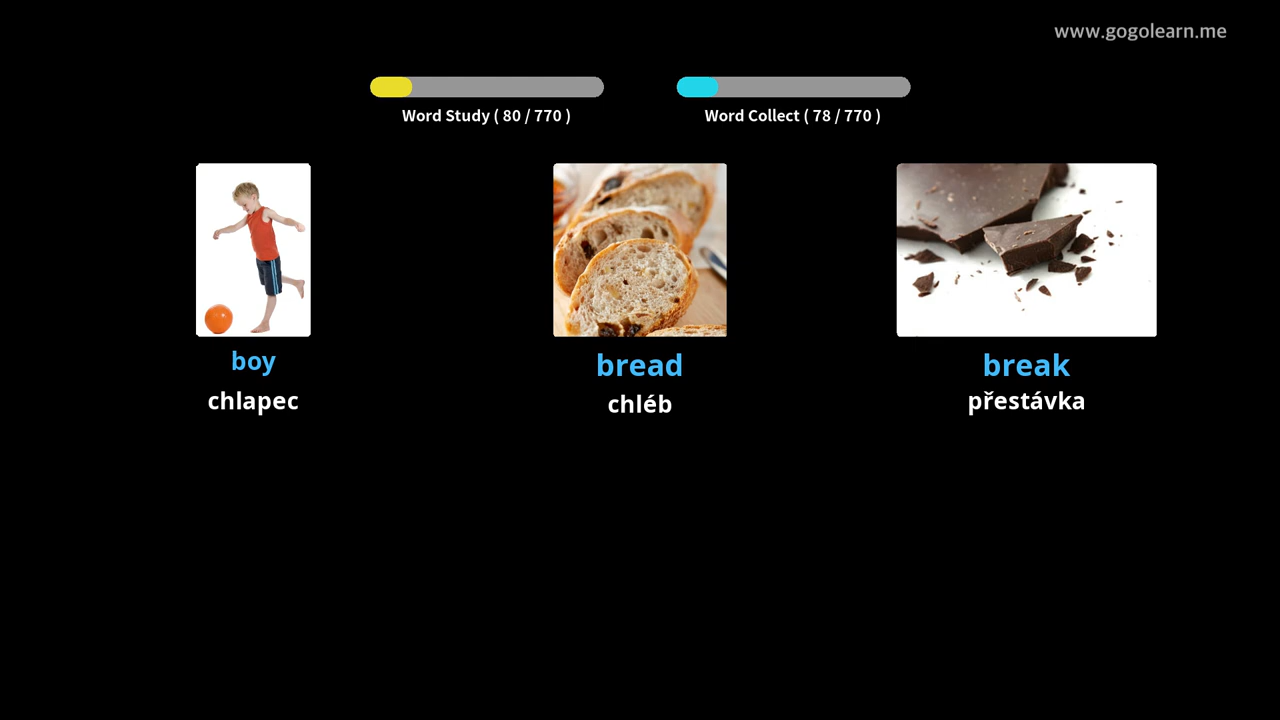 www.gogolearn.me
Word Study ( 80 / 770 )
Word Collect ( 78 / 770 )
boy
chlapec
bread
chléb
break
přestávka